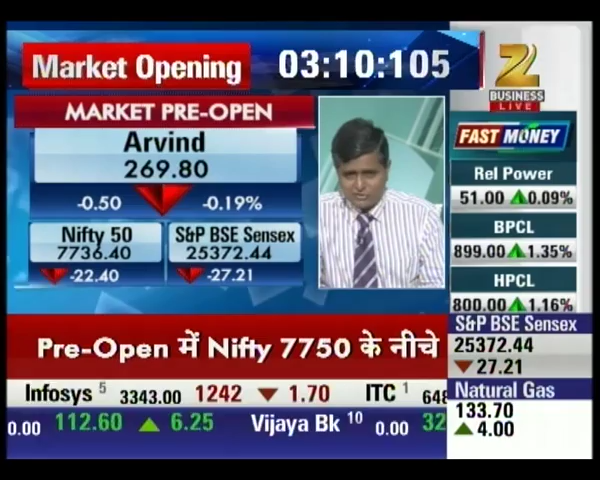 Market Opening
03:10:105
Z
BUSINESS
LIVE
MARKET PRE-OPEN
Arvind
269.80
-0.50 -0.19%
Nifty 50
7736.40
-22.40
S&P BSE Sensex
25372.44
-27.21
FAST MONEY
Rel Power
51.00 0.09%
BPCL
899.00 1.35%
HPCL
800.00 1.16%
S&P BSE Sensex
25372.44
27.21
Natural Gas
133.70
4.00
Pre-Open में Nifty 7750 के नीचे
Infosys 5 3343.00 1242 1.70 ITC 1 648
0.00 112.60 6.25 Vijaya Bk 10 0.00 32